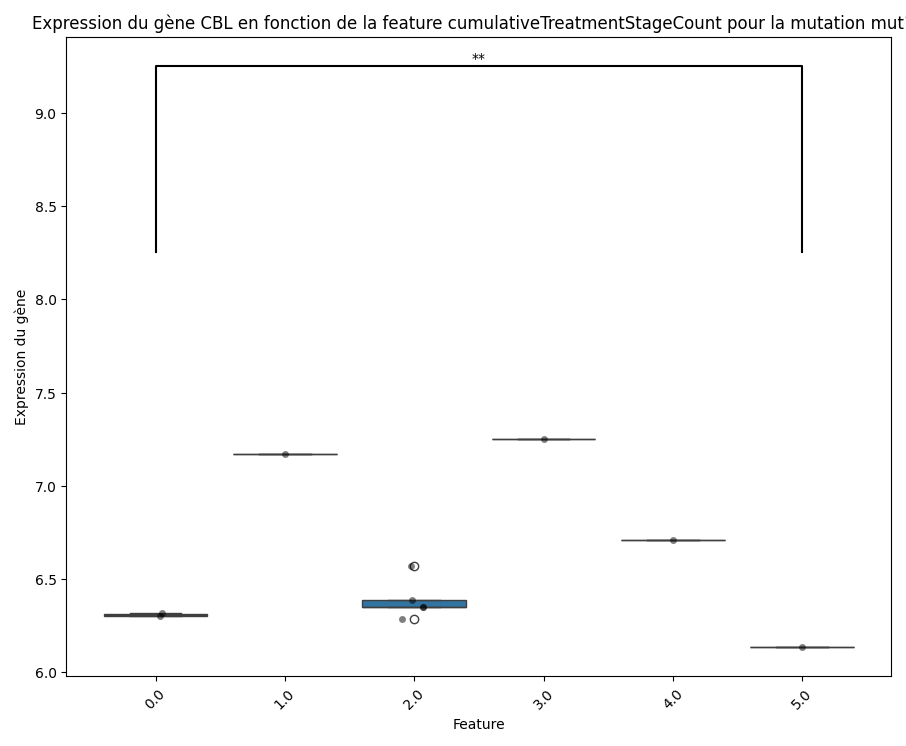 Expression du gène CBL en fonction de la feature cumulativeTreatmentStageCount pour la mutation mut
**
9.0
8.5
8.0
7.5
7.0
6.5
6.0
Expression du gène
0.0 1.0 2.0 3.0 4.0 5.0
Feature